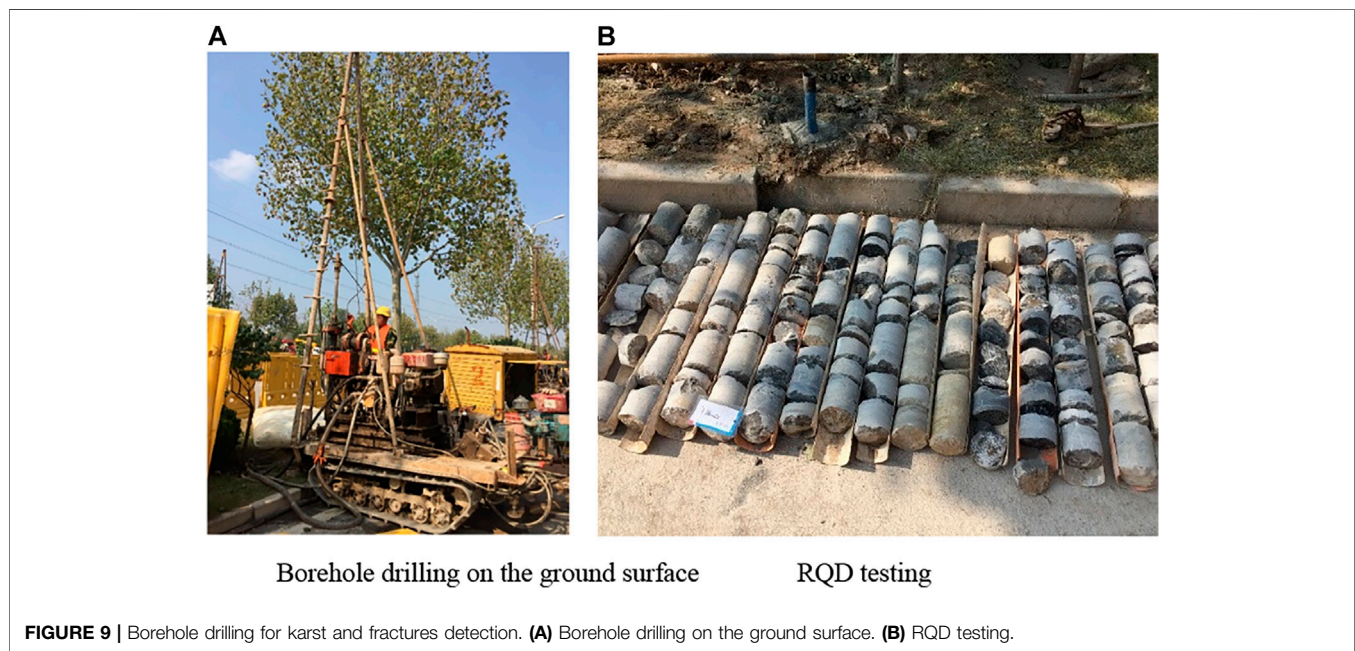 A
B
Borehole drilling on the ground surface
RQD testing
FIGURE 9 | Borehole drilling for karst and fractures detection. (A) Borehole drilling on the ground surface. (B) RQD testing.